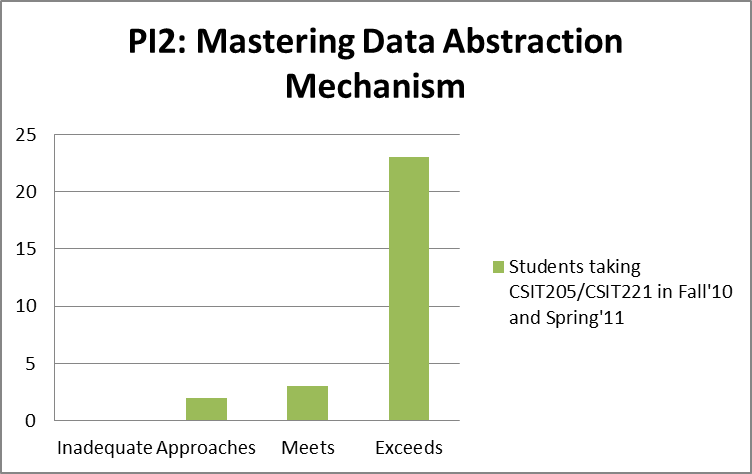 PI2: Mastering Data Abstraction
Mechanism
25
20
15
10
5
0
Inadequate Approaches Meets Exceeds
Students taking
CSIT205/CSIT221 in Fall'10
and Spring'11